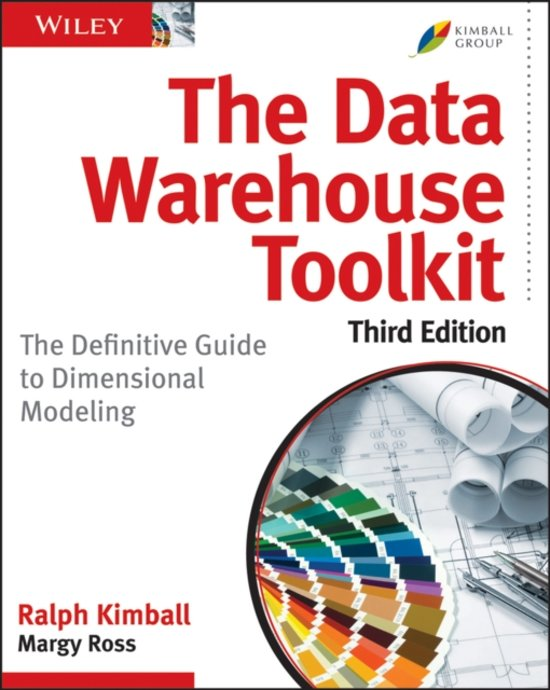 WILEY
KIMBALL
GROUP
The Data
Warehouse
Toolkit
Third Edition
The Definitive Guide
to Dimensional
Modeling
Ralph Kimball
Margy Ross